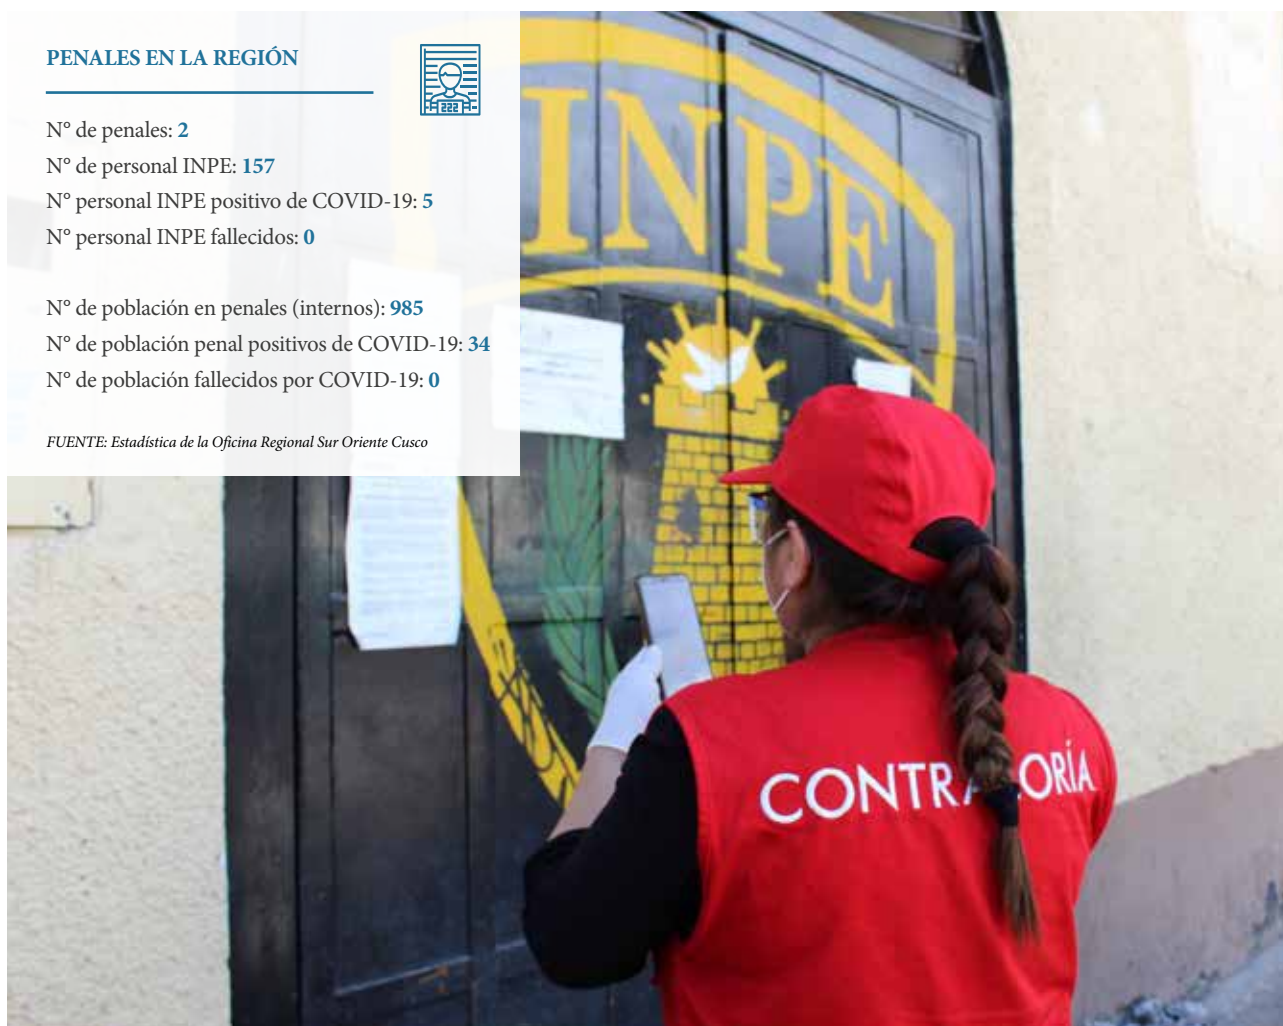 PENALES EN LA REGIÓN
222
N° de penales: 2
N° de personal INPE: 157
N° personal INPE positivo de COVID-19: 5
N° personal INPE fallecidos: 0
N° de población en penales (internos): 985
N° de población penal positivos de COVID-19: 34
N° de población fallecidos por COVID-19: 0
FUENTE: Estadística de la Oficina Regional Sur Oriente Cusco
INPE
CONTR ORÍA